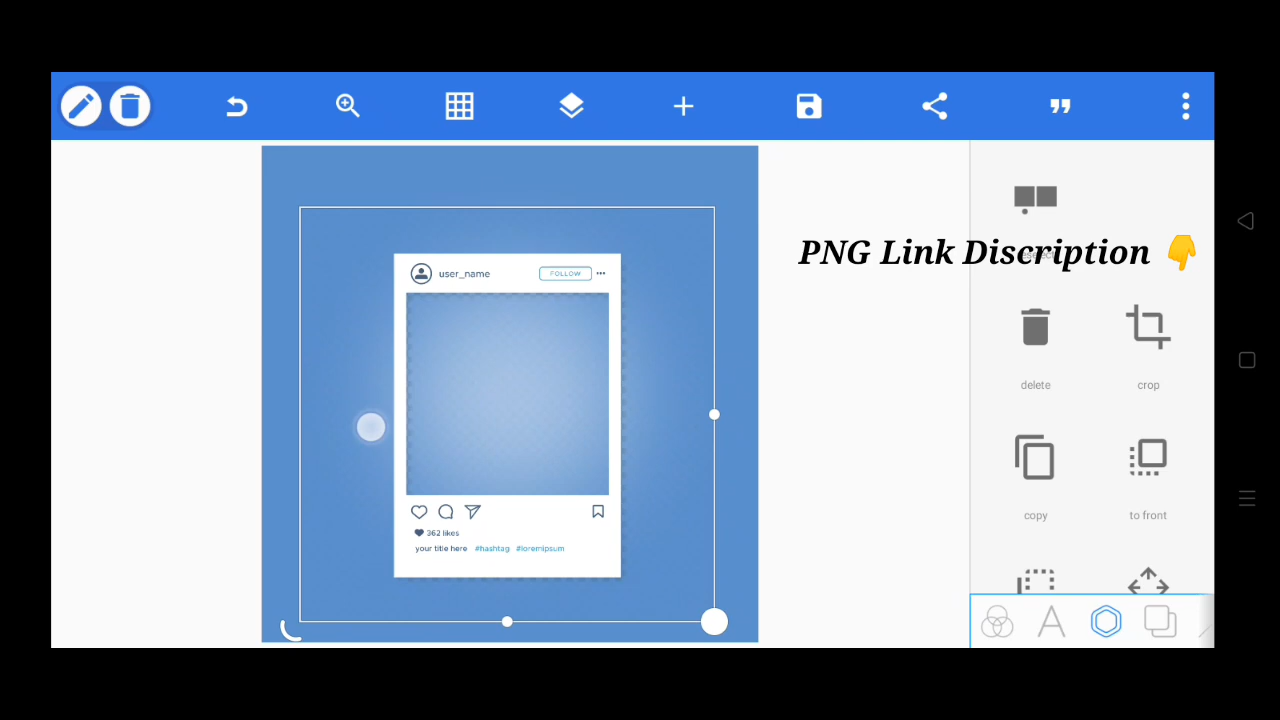 PNG Link Discription 👇
user_name
FOLLOW
delete
crop
362 likes
your title here #hashtag #loremipsum
copy
to front